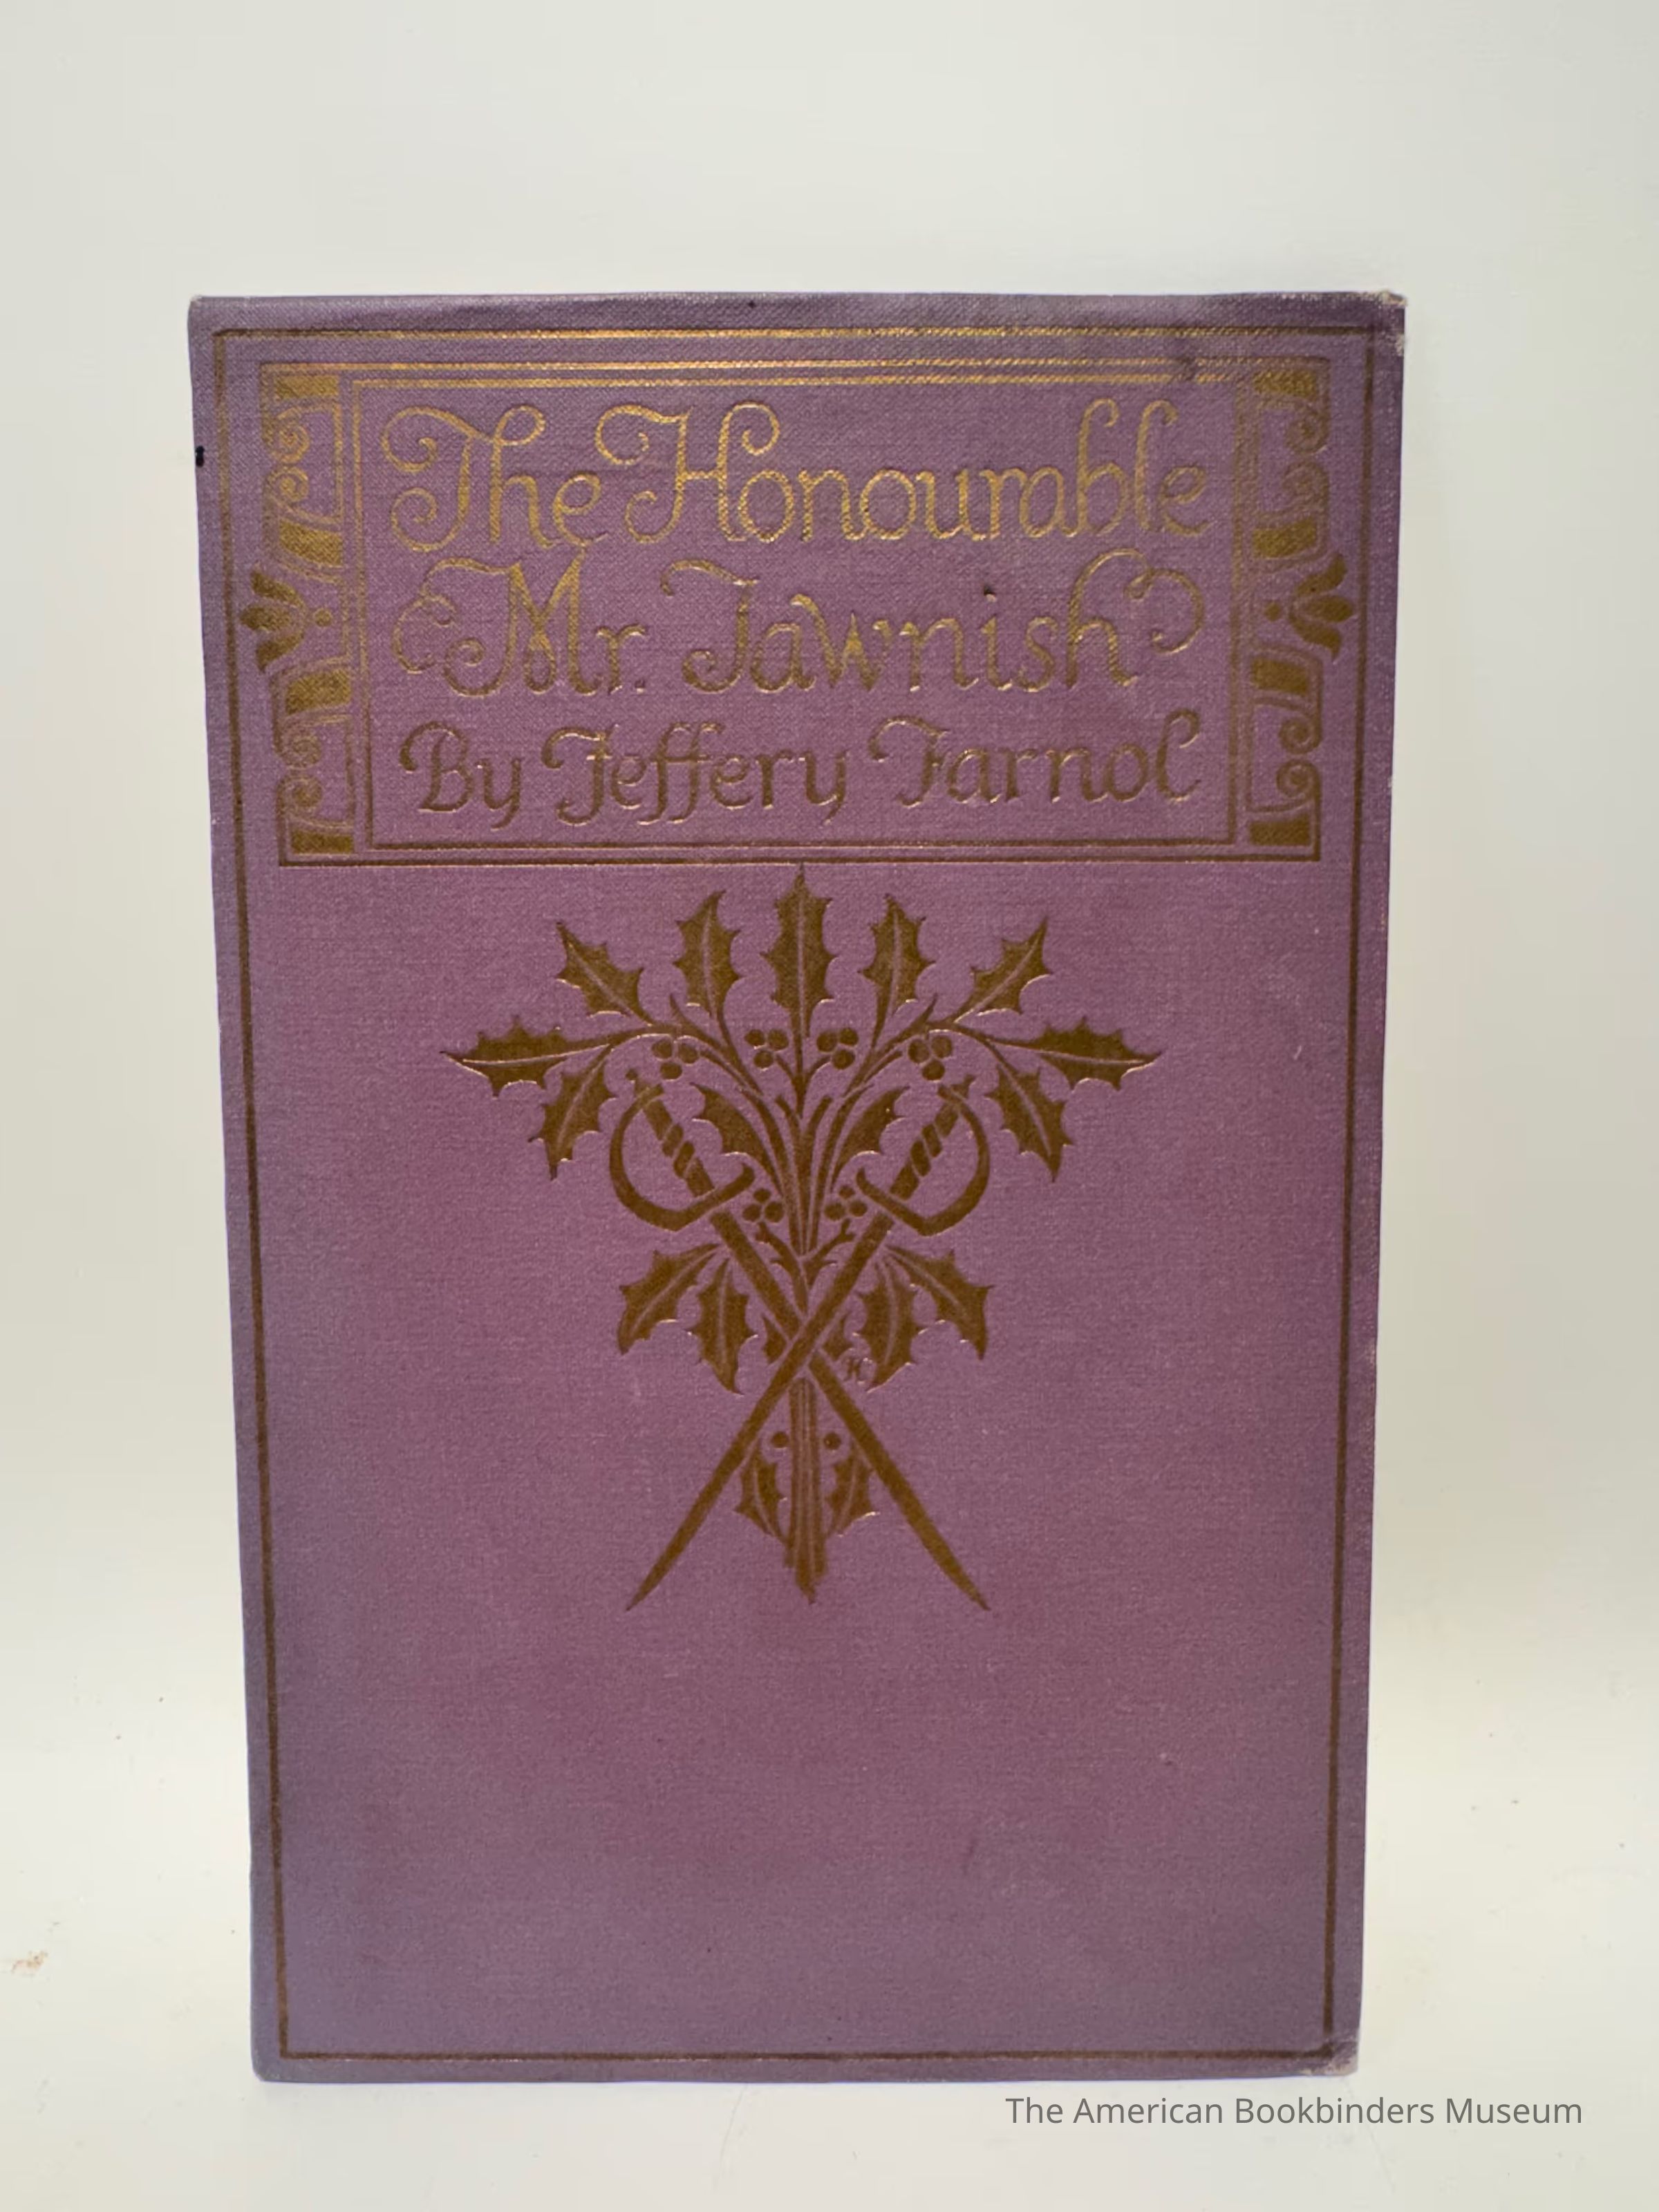 The Honourable
Mr. Tawnish
By Jeffery Farnol
The American Bookbinders Museum